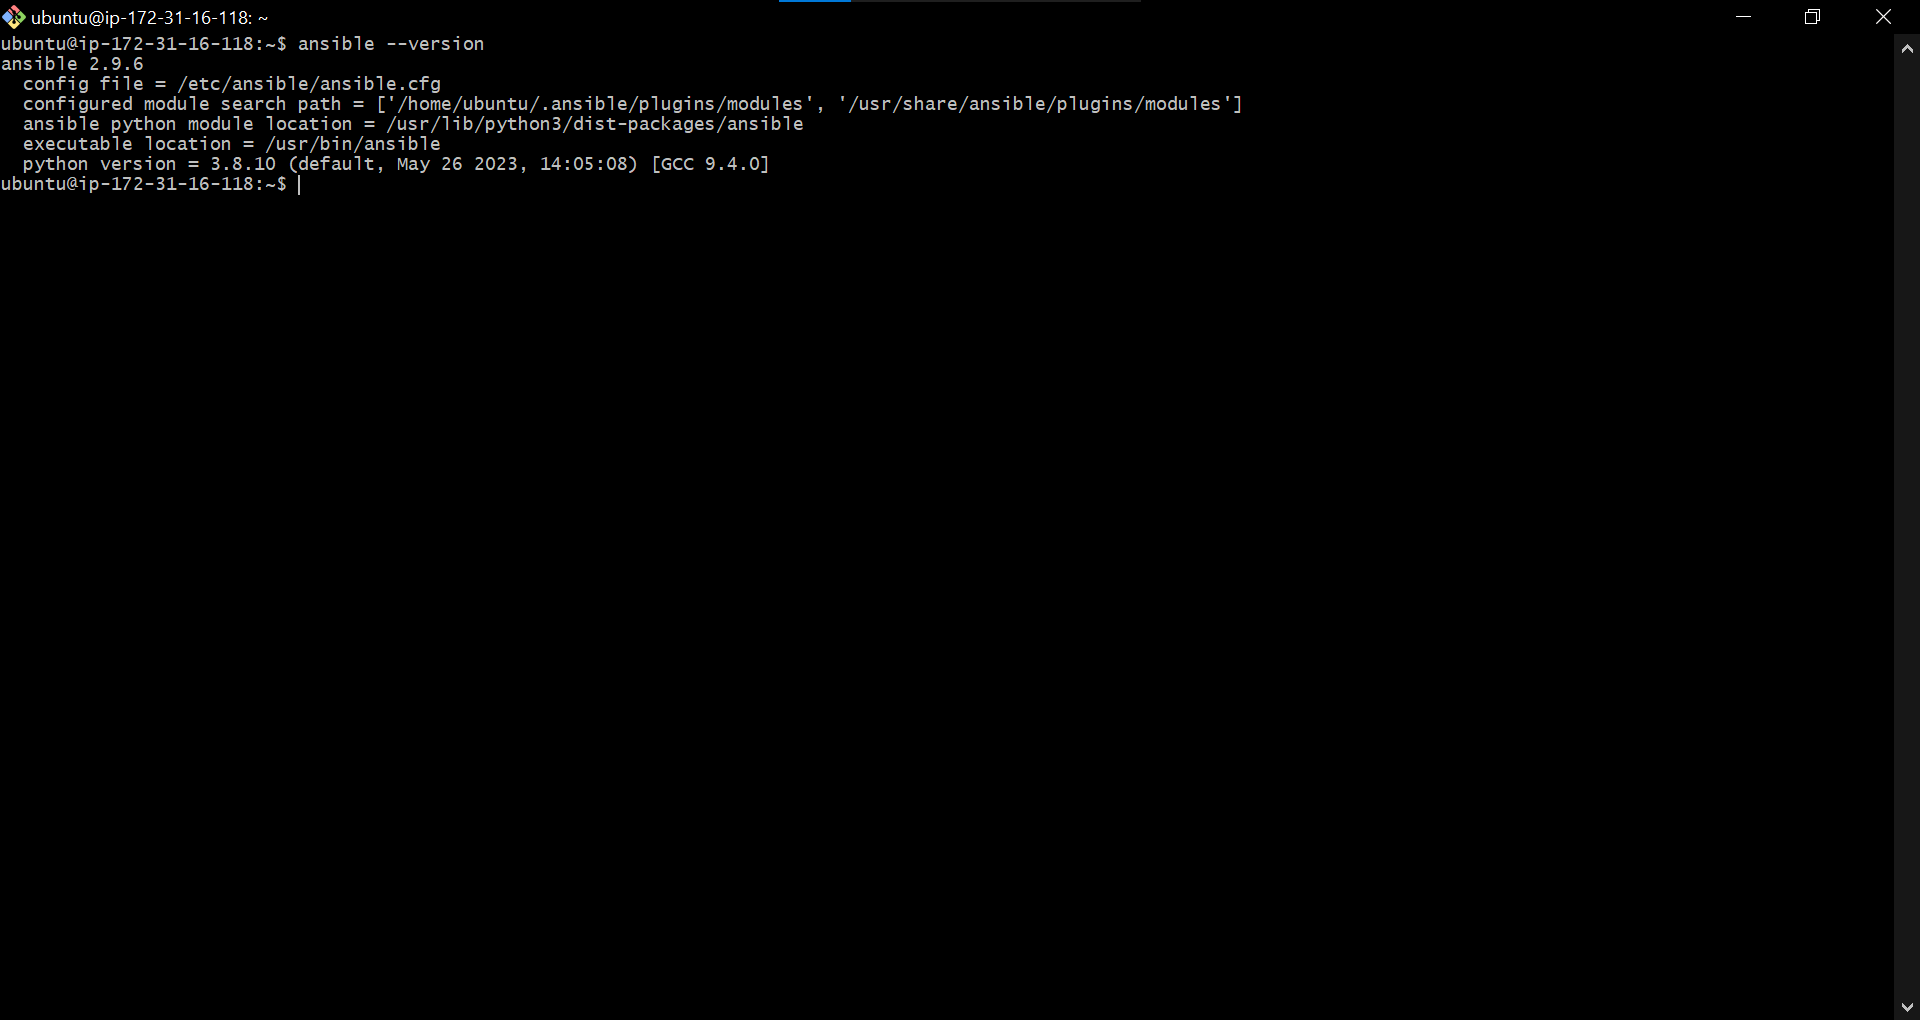 ubuntu@ip-172-31-16-118: ~
ubuntu@ip-172-31-16-118:~$ ansible --version
ansible 2.9.6
  config file = /etc/ansible/ansible.cfg
  configured module search path = ['/home/ubuntu/.ansible/plugins/modules', '/usr/share/ansible/plugins/modules']
  ansible python module location = /usr/lib/python3/dist-packages/ansible
  executable location = /usr/bin/ansible
  python version = 3.8.10 (default, May 26 2023, 14:05:08) [GCC 9.4.0]
ubuntu@ip-172-31-16-118:~$